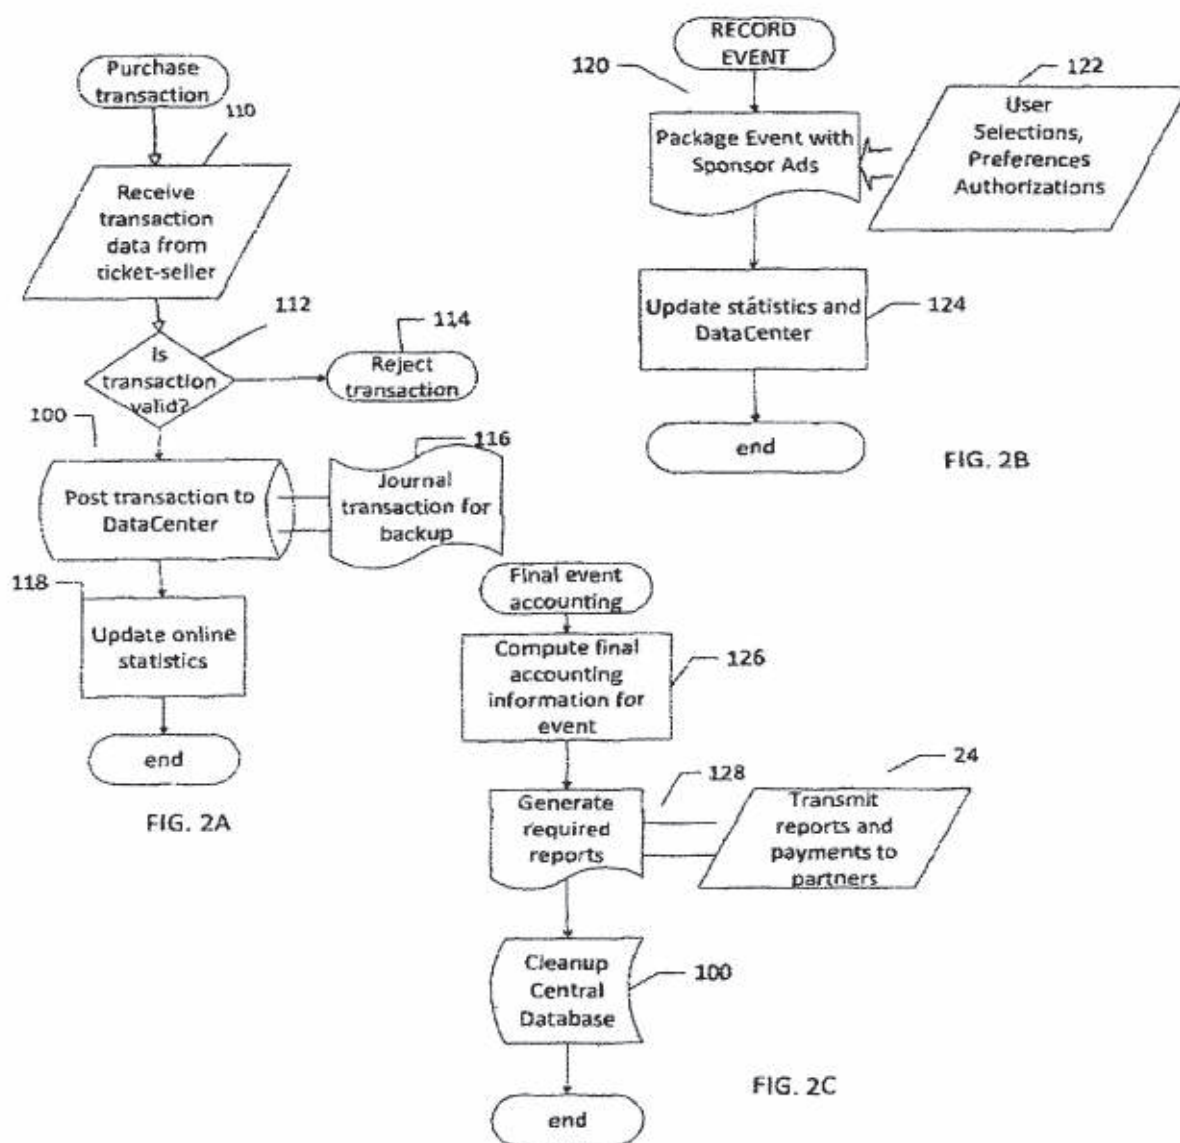 Purchase
transaction
110
Receive
transaction
data from
ticket-seller
112
Is
transaction
valid?
114
Reject
transaction
100
Post transaction to
DataCenter
116
Journal
transaction for
backup
118
Update online
statistics
end
FIG. 2A
RECORD
EVENT
120
Package Event with
Sponsor Ads
122
User
Selections,
Preferences
Authorizations
Update statistics and
DataCenter
124
end
FIG. 2B
Final event
accounting
Compute final
accounting
information for
event
126
Generate
required
reports
128
24
Transmit
reports and
payments to
partners
Cleanup
Central
Database
100
end
FIG. 2C